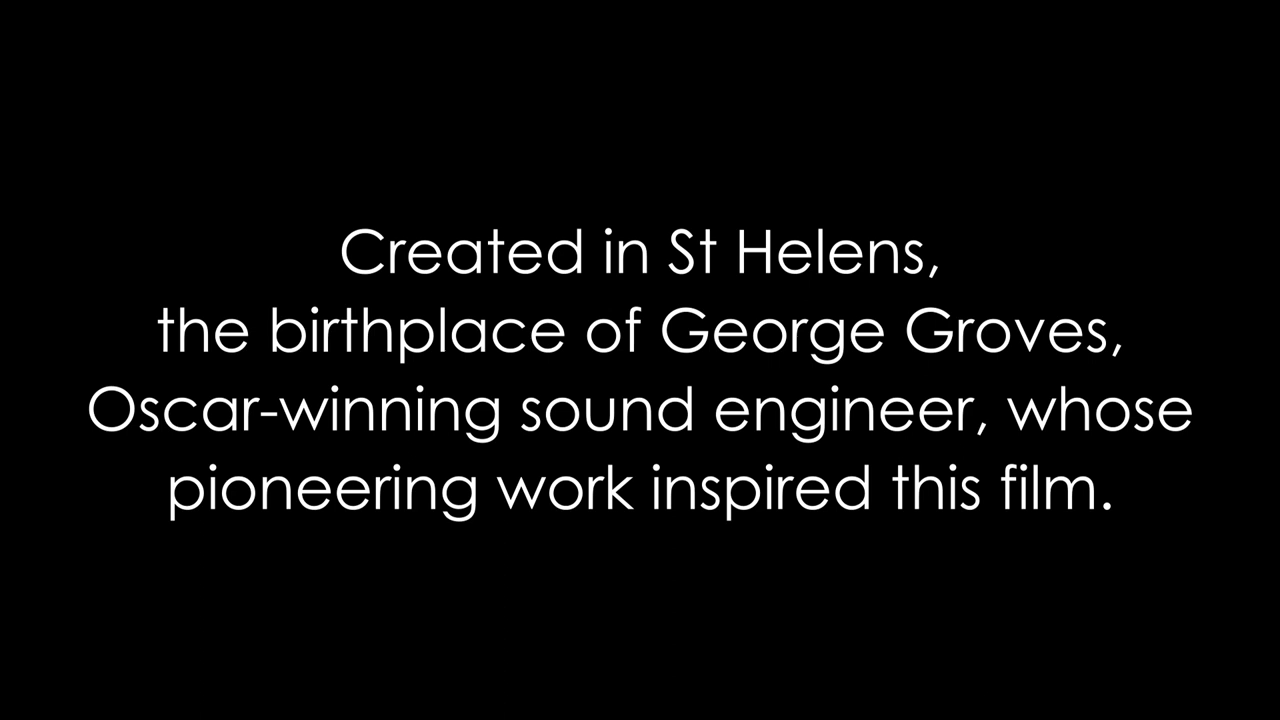 Created in St Helens,
the birthplace of George Groves,
Oscar-winning sound engineer, whose
pioneering work inspired this film.